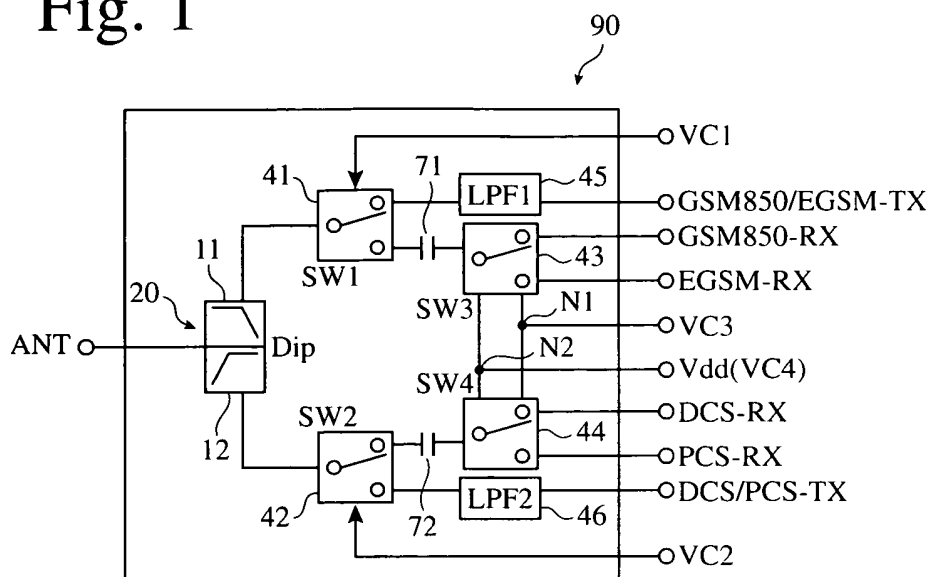 Fig. 1
90
VC1
41
71
45
LPF1
GSM850/EGSM-TX
GSM850-RX
11
SW1
43
20
SW3
EGSM-RX
N1
VC3
ANT
Dip
N2
Vdd(VC4)
SW4
DCS-RX
12
SW2
44
PCS-RX
LPF2
DCS/PCS-TX
42
72
46
VC2